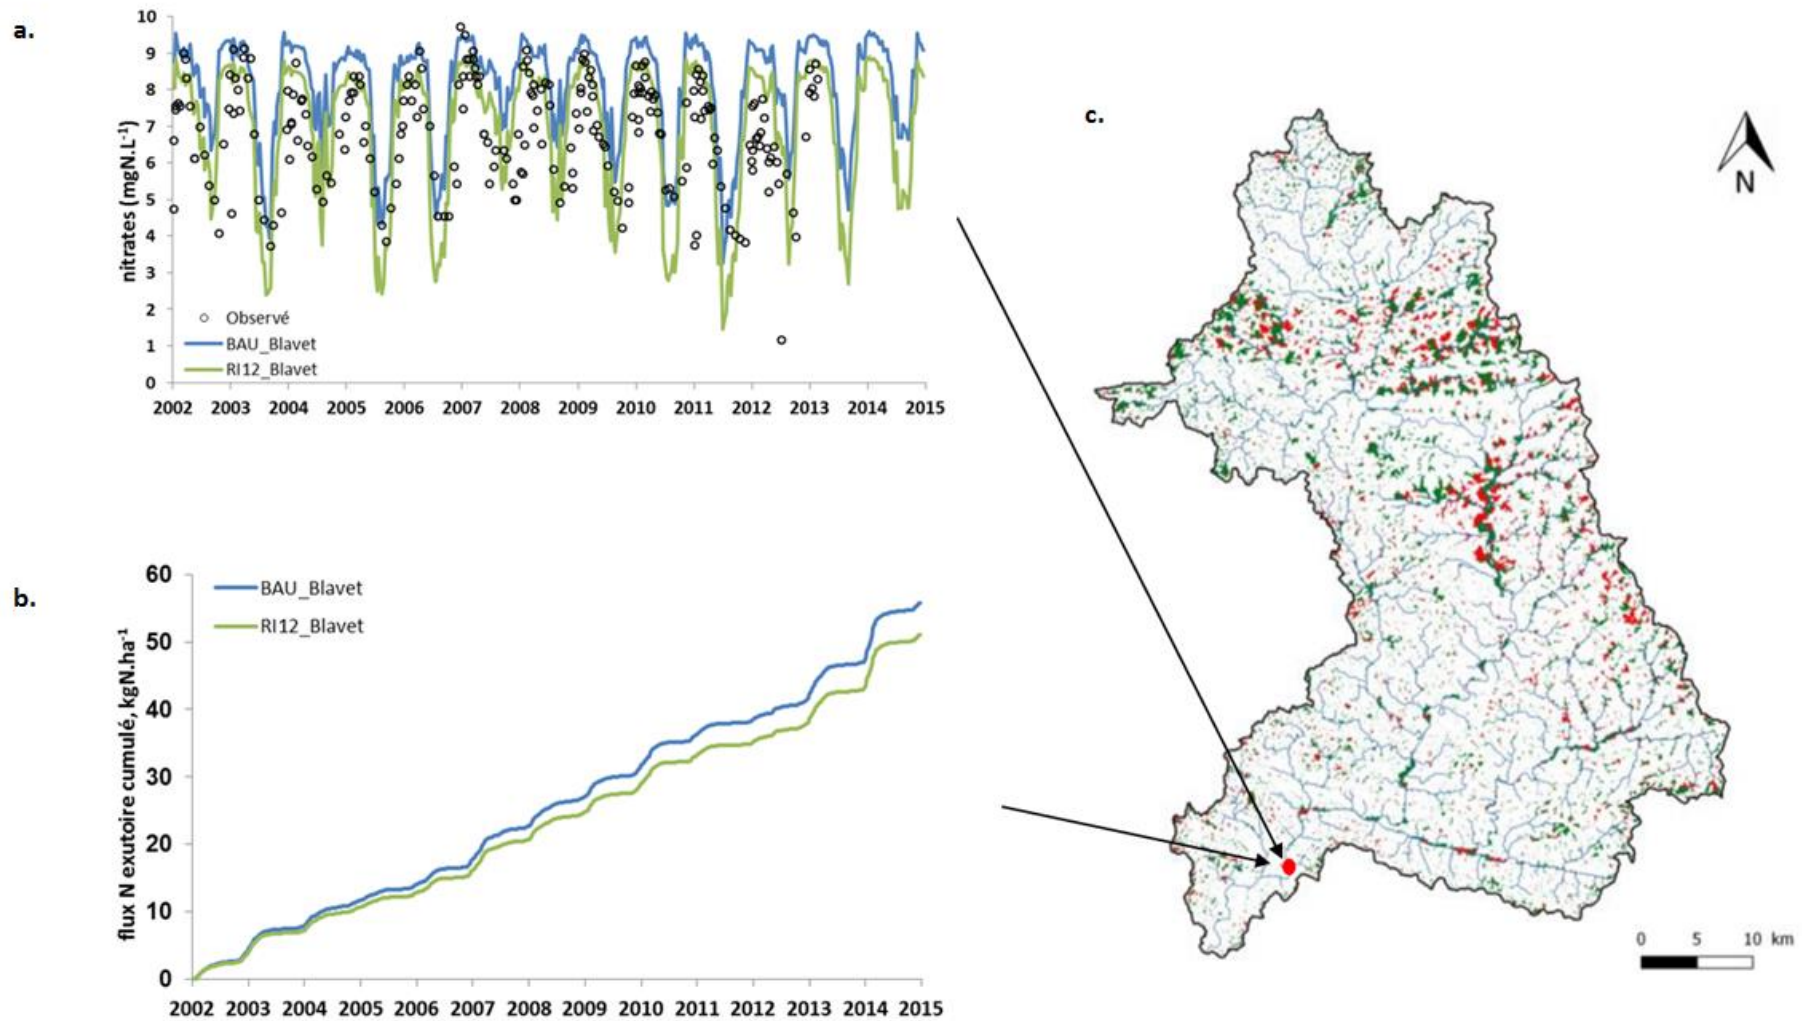 a.
10
9
8
7
6
5
4
3
2
1
0
nitrates (mgN.L⁻¹)
Observé
BAU_Blavet
RI12_Blavet
2002 2003 2004 2005 2006 2007 2008 2009 2010 2011 2012 2013 2014 2015
b.
60
50
40
30
20
10
0
flux N exutoire cumulé, kgN.ha⁻¹
BAU_Blavet
RI12_Blavet
2002 2003 2004 2005 2006 2007 2008 2009 2010 2011 2012 2013 2014 2015
c.
N
0 5 10 km